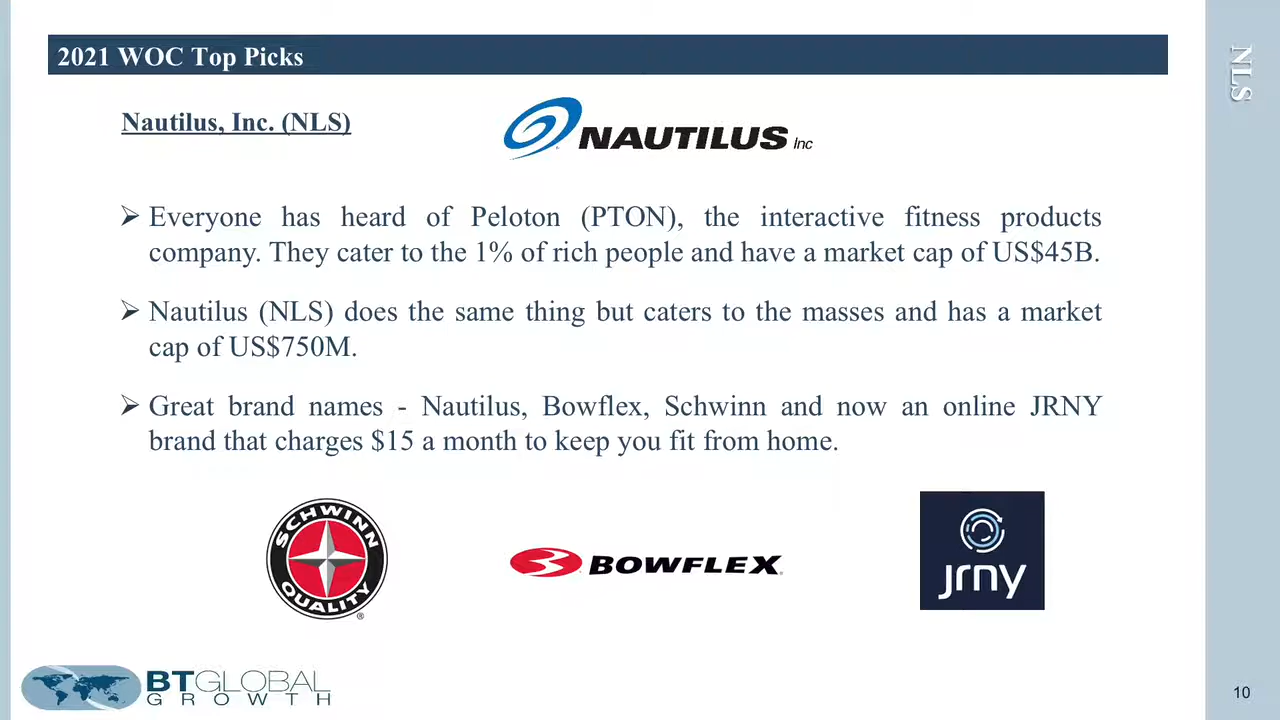 2021 WOC Top Picks
NLS
Nautilus, Inc. (NLS)
NAUTILUS Inc
Everyone has heard of Peloton (PTON), the interactive fitness products
company. They cater to the 1% of rich people and have a market cap of US$45B.
Nautilus (NLS) does the same thing but caters to the masses and has a market
cap of US$750M.
Great brand names - Nautilus, Bowflex, Schwinn and now an online JRNY
brand that charges $15 a month to keep you fit from home.
SCHWINN
QUALITY
®
BOWFLEX
jrny
BTGLOBAL
GROWTH
10